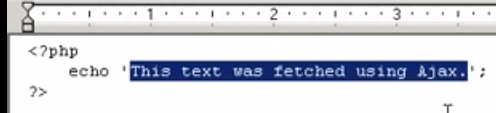 1 2 3
<?php
echo 'This text was fetched using Ajax.';
?>